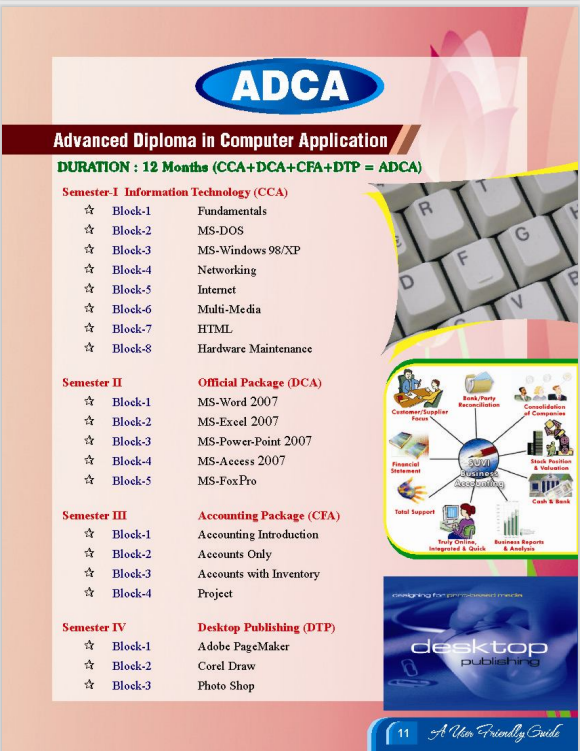 ADCA
Advanced Diploma in Computer Application
DURATION : 12 Months (CCA+DCA+CFA+DTP = ADCA)
Semester-I Information Technology (CCA)
☆ Block-1 Fundamentals
☆ Block-2 MS-DOS
☆ Block-3 MS-Windows 98/XP
☆ Block-4 Networking
☆ Block-5 Internet
☆ Block-6 Multi-Media
☆ Block-7 HTML
☆ Block-8 Hardware Maintenance
Semester II Official Package (DCA)
☆ Block-1 MS-Word 2007
☆ Block-2 MS-Excel 2007
☆ Block-3 MS-Power-Point 2007
☆ Block-4 MS-Access 2007
☆ Block-5 MS-FoxPro
Semester III Accounting Package (CFA)
☆ Block-1 Accounting Introduction
☆ Block-2 Accounts Only
☆ Block-3 Accounts with Inventory
☆ Block-4 Project
Semester IV Desktop Publishing (DTP)
☆ Block-1 Adobe PageMaker
☆ Block-2 Corel Draw
☆ Block-3 Photo Shop
R T
D F G H
C V B
Customer/Supplier
Focus
Bank/Party
Reconciliation
Consolidation
of Companies
Financial
Statement
SUVI
Business
Accounting
Stock Position
& Valuation
Cash & Bank
Total Support
Truly Online,
Integrated & Quick
Business Reports
& Analysis
designing for print-based media
desktop
publishing
11 A User Friendly Guide